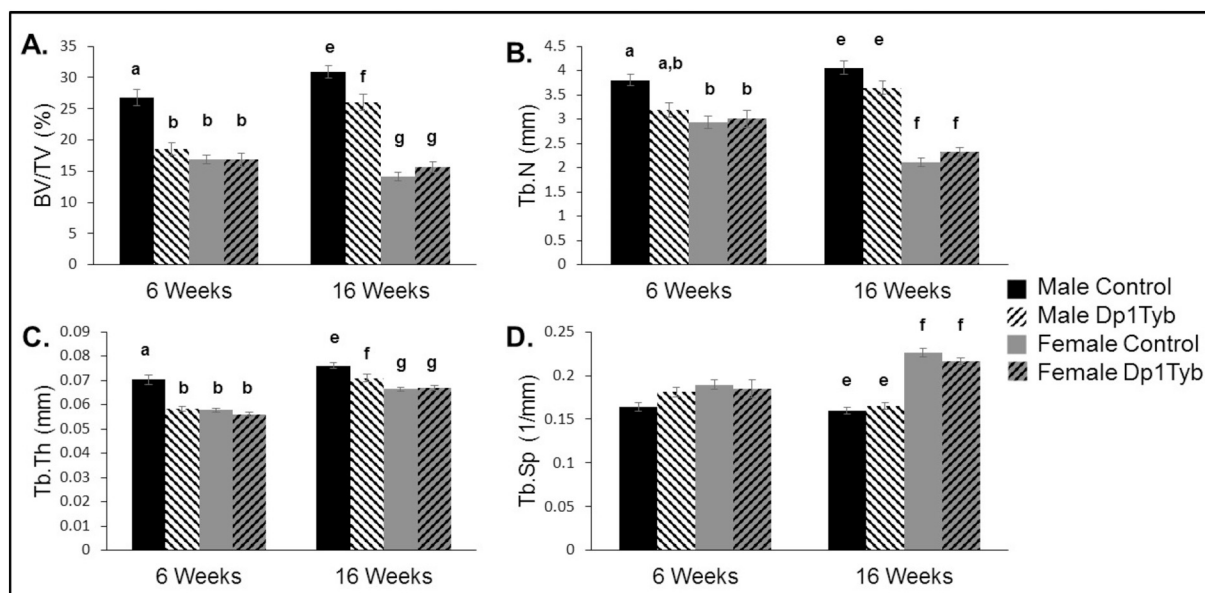 A.
BV/TV (%)
35
30
25
20
15
10
5
0
a
b
b
b
e
f
g
g
6 Weeks
16 Weeks
B.
Tb.N (mm)
4.5
4
3.5
3
2.5
2
1.5
1
0.5
0
a
a,b
b
b
e
e
f
f
6 Weeks
16 Weeks
C.
Tb.Th (mm)
0.09
0.08
0.07
0.06
0.05
0.04
0.03
0.02
0.01
0
a
b
b
b
e
f
g
g
6 Weeks
16 Weeks
D.
Tb.Sp (1/mm)
0.25
0.2
0.15
0.1
0.05
0
e
e
f
f
6 Weeks
16 Weeks
Male Control
Male Dp1Tyb
Female Control
Female Dp1Tyb